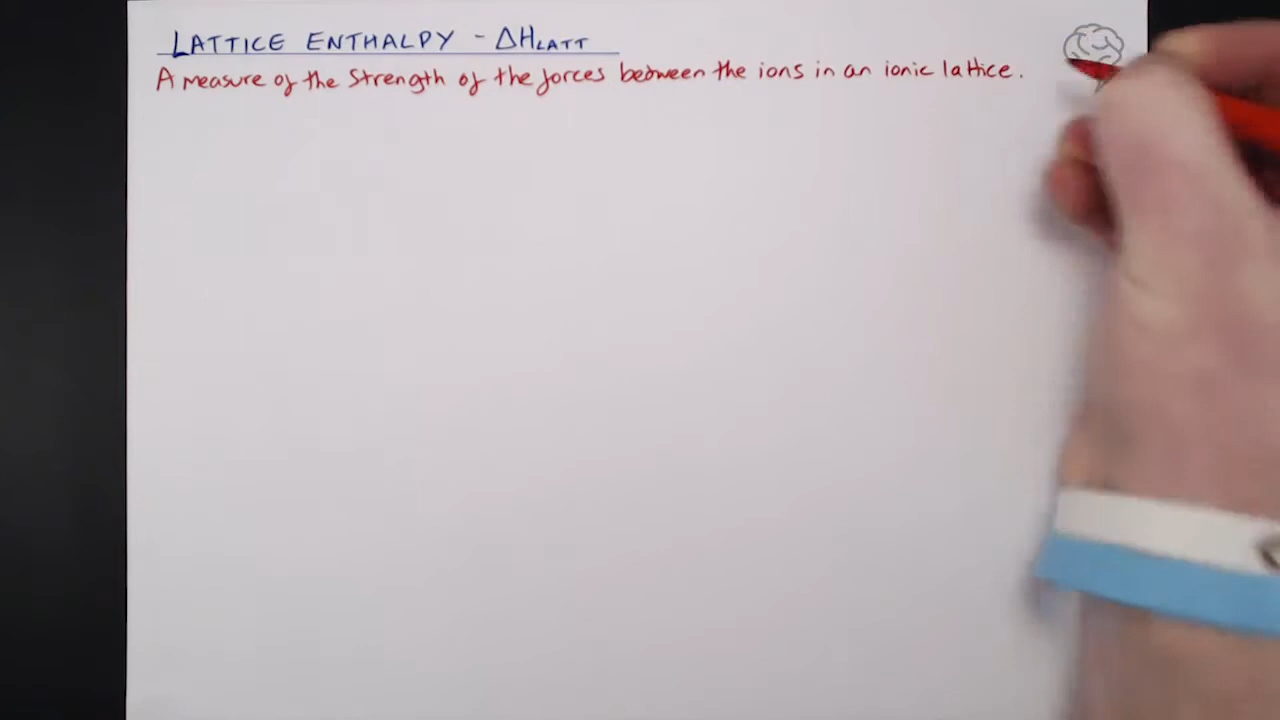 LATTICE ENTHALPY - ΔHLATT
A measure of the strength of the forces between the ions in an ionic lattice.